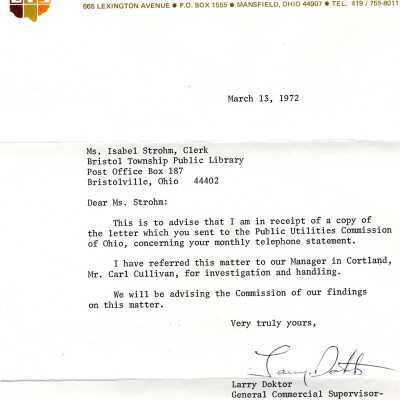 665 LEXINGTON AVENUE ● P.O. BOX 1555 ● MANSFIELD, OHIO 44907 ● TEL. 419 / 755-8011
March 13, 1972
Ms. Isabel Strohm, Clerk
Bristol Township Public Library
Post Office Box 187
Bristolville, Ohio 44402
Dear Ms. Strohm:
This is to advise that I am in receipt of a copy of
the letter which you sent to the Public Utilities Commission
of Ohio, concerning your monthly telephone statement.
I have referred this matter to our Manager in Cortland,
Mr. Carl Cullivan, for investigation and handling.
We will be advising the Commission of our findings
on this matter.
Very truly yours,
Larry Doktor
Larry Doktor
General Commercial Supervisor-